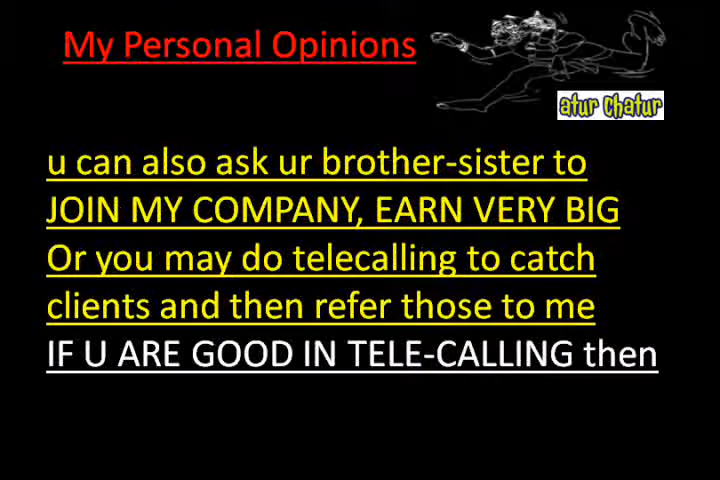 My Personal Opinions
atur Chatur
u can also ask ur brother-sister to
JOIN MY COMPANY, EARN VERY BIG
Or you may do telecalling to catch
clients and then refer those to me
IF U ARE GOOD IN TELE-CALLING then